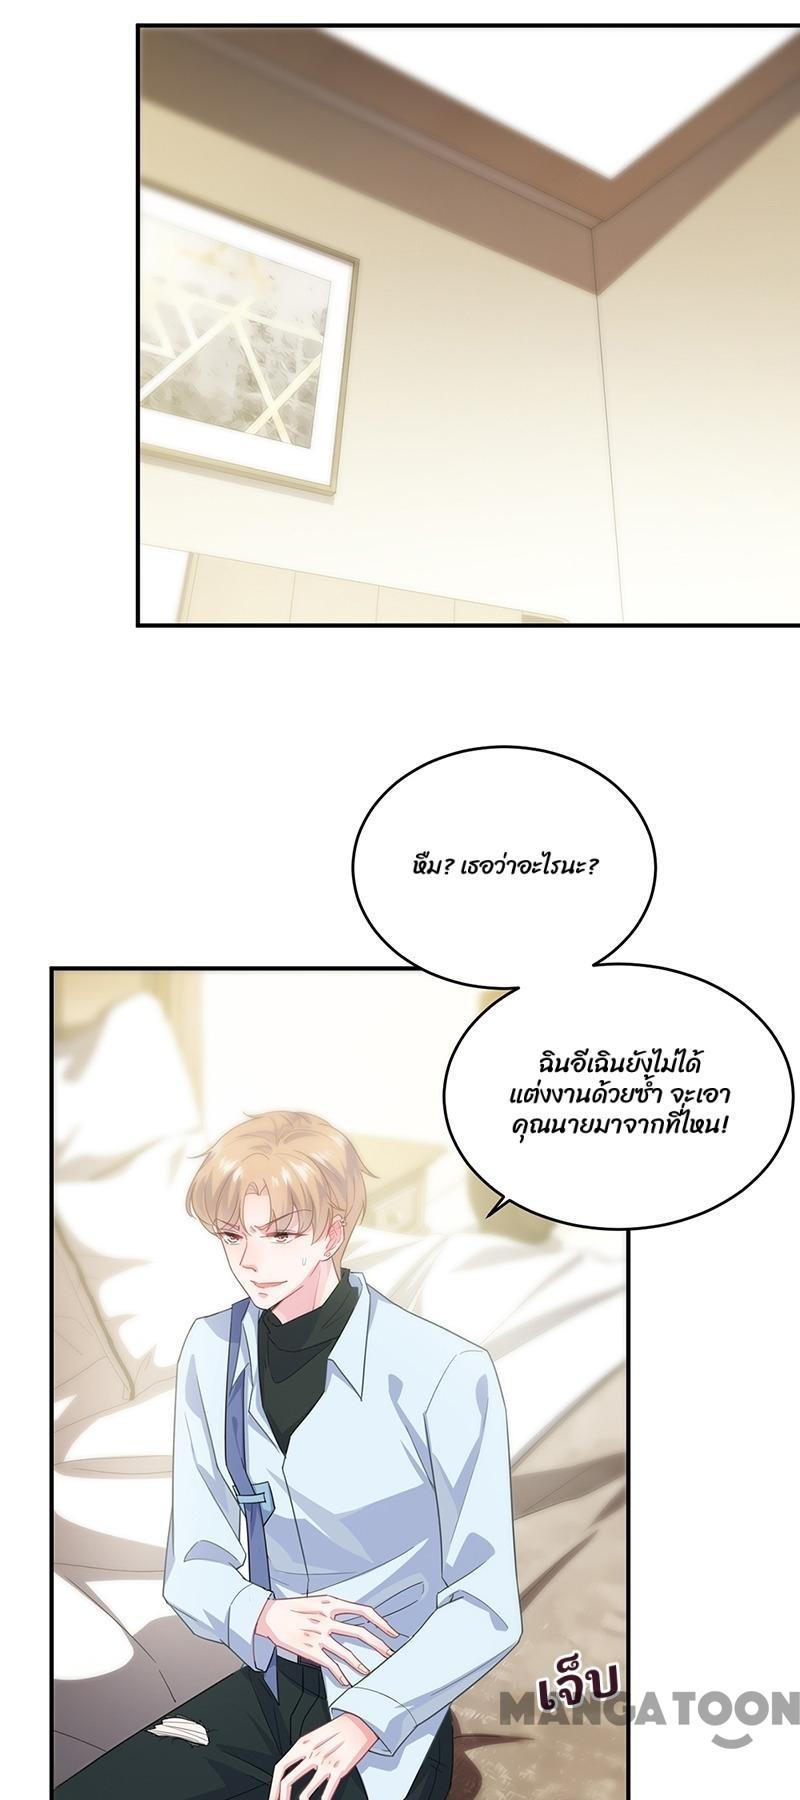 หืม? เธอว่าอะไรนะ?
ฉินอีเฉินยังไม่ได้
แต่งงานด้วยซ้ำ จะเอา
คุณนายมาจากที่ไหน!
เจ็บ
MANGATOON